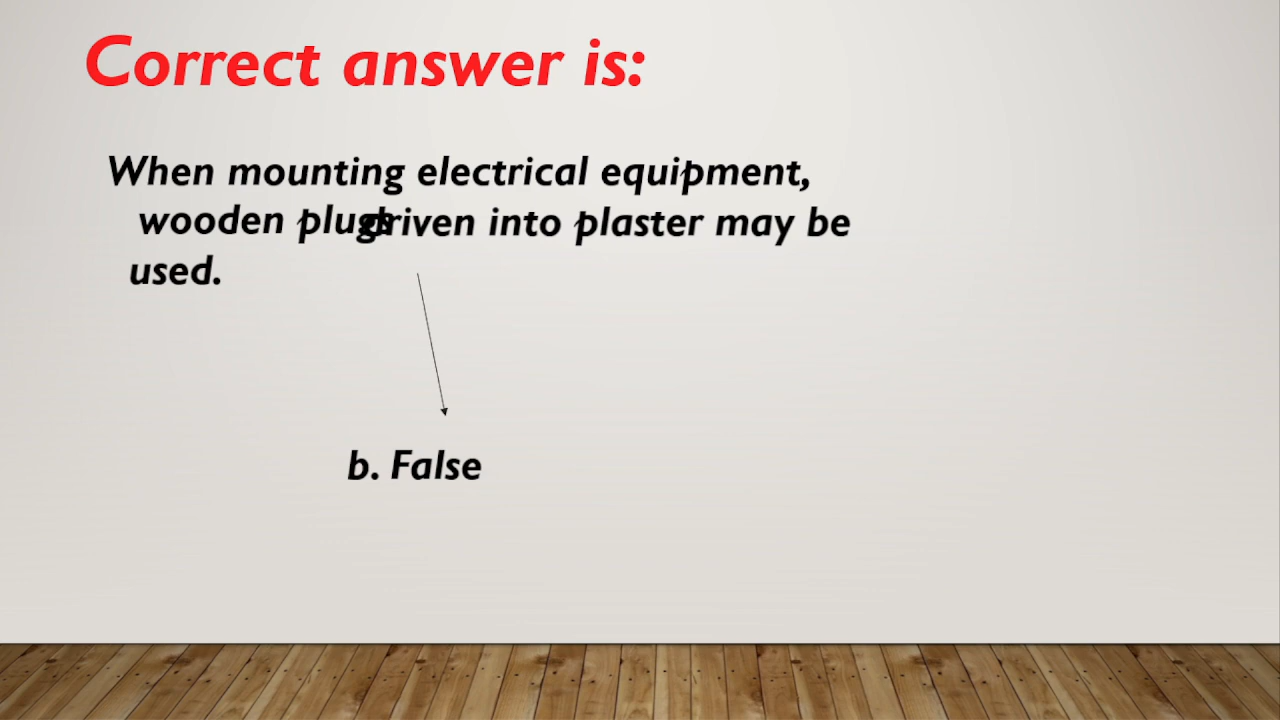 Correct answer is:
When mounting electrical equipment,
wooden plugs driven into plaster may be
used.
b. False